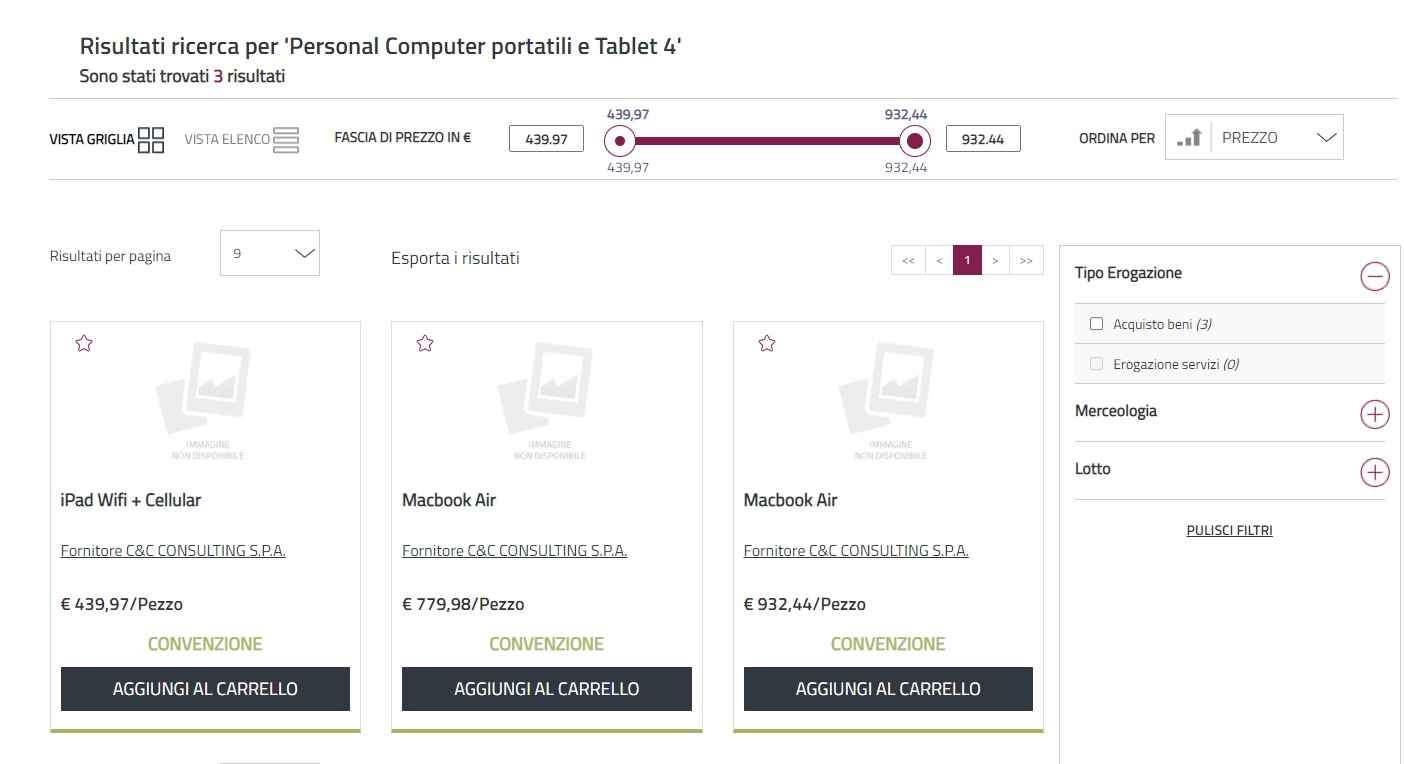 Risultati ricerca per 'Personal Computer portatili e Tablet 4'
Sono stati trovati 3 risultati
439,97 932,44
VISTA GRIGLIA VISTA ELENCO FASCIA DI PREZZO IN € 439.97 932.44 ORDINA PER PREZZO
439,97 932,44
Risultati per pagina 9 Esporta i risultati << < 1 > >>
Tipo Erogazione
Acquisto beni (3)
Erogazione servizi (0)
Merceologia
Lotto
PULISCI FILTRI
IMMAGINE
NON DISPONIBILE
iPad Wifi + Cellular
Fornitore C&C CONSULTING S.P.A.
€ 439,97/Pezzo
CONVENZIONE
AGGIUNGI AL CARRELLO
IMMAGINE
NON DISPONIBILE
Macbook Air
Fornitore C&C CONSULTING S.P.A.
€ 779,98/Pezzo
CONVENZIONE
AGGIUNGI AL CARRELLO
IMMAGINE
NON DISPONIBILE
Macbook Air
Fornitore C&C CONSULTING S.P.A.
€ 932,44/Pezzo
CONVENZIONE
AGGIUNGI AL CARRELLO